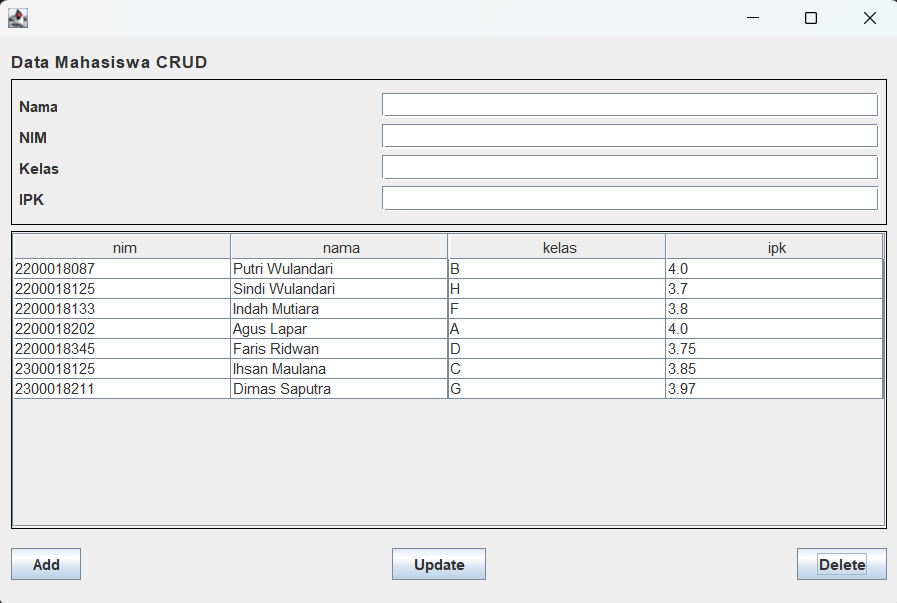 Data Mahasiswa CRUD
Nama
NIM
Kelas
IPK
nim nama kelas ipk
2200018087 Putri Wulandari B 4.0
2200018125 Sindi Wulandari H 3.7
2200018133 Indah Mutiara F 3.8
2200018202 Agus Lapar A 4.0
2200018345 Faris Ridwan D 3.75
2300018125 Ihsan Maulana C 3.85
2300018211 Dimas Saputra G 3.97
Add Update Delete